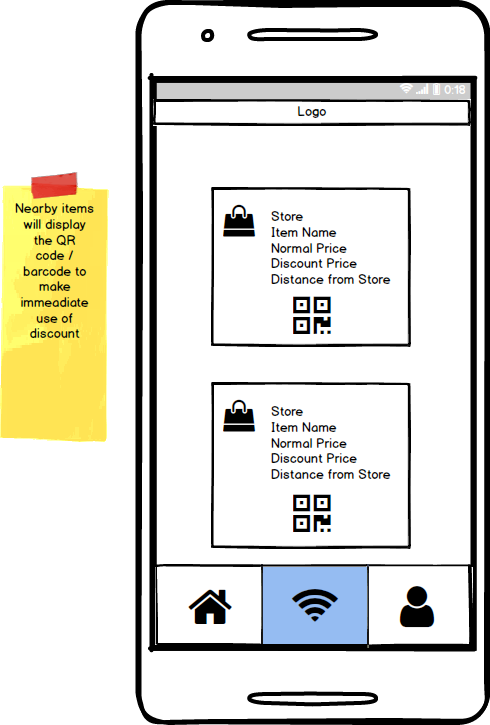 0:18
Logo
Nearby items
will display
the QR
code /
barcode to
make
immeadiate
use of
discount
Store
Item Name
Normal Price
Discount Price
Distance from Store
Store
Item Name
Normal Price
Discount Price
Distance from Store